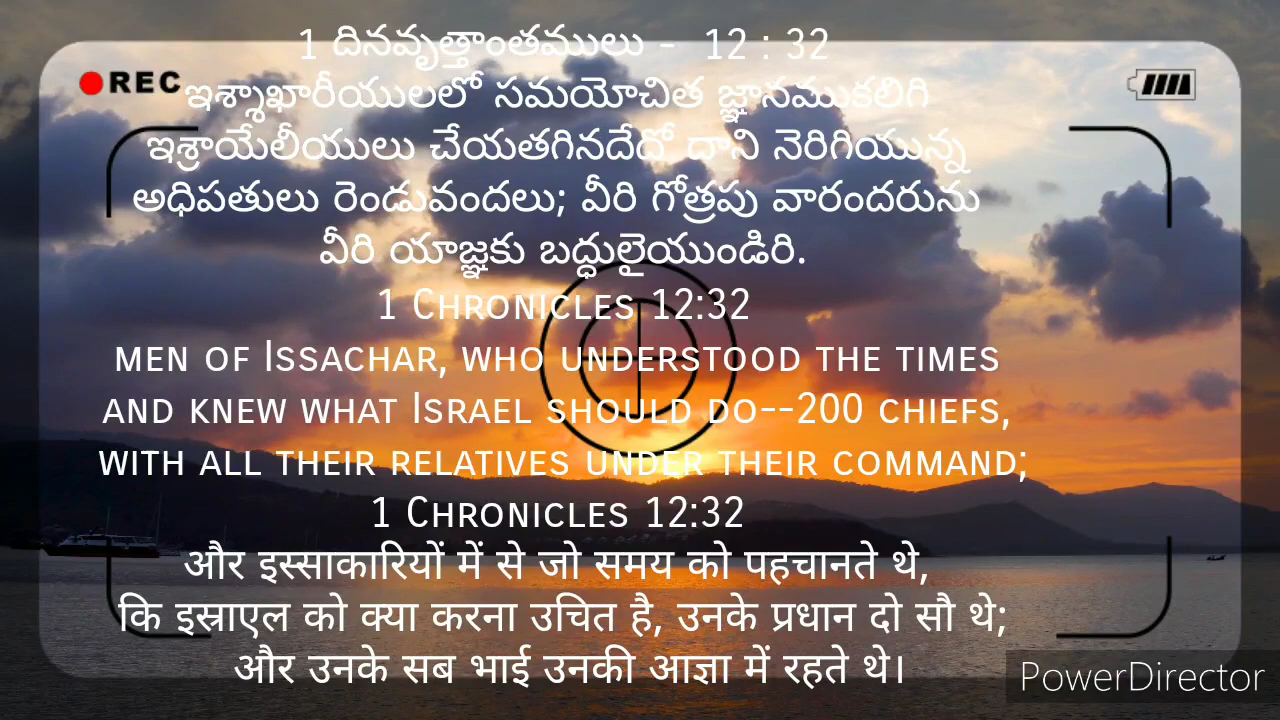 1 దినవృత్తాంతములు -  12 : 32
REC
ఇశ్శాఖారీయులలో సమయోచిత జ్ఞానముకలిగి
ఇశ్రాయేలీయులు చేయతగినదేదో దాని నెరిగియున్న
అధిపతులు రెండువందలు; వీరి గోత్రపు వారందరును
వీరి యాజ్ఞకు బద్ధులైయుండిరి.
1 Chronicles 12:32
men of Issachar, who understood the times
and knew what Israel should do--200 chiefs,
with all their relatives under their command;
1 Chronicles 12:32
और इस्साकारियों में से जो समय को पहचानते थे,
कि इस्राएल को क्या करना उचित है, उनके प्रधान दो सौ थे;
और उनके सब भाई उनकी आज्ञा में रहते थे।
PowerDirector